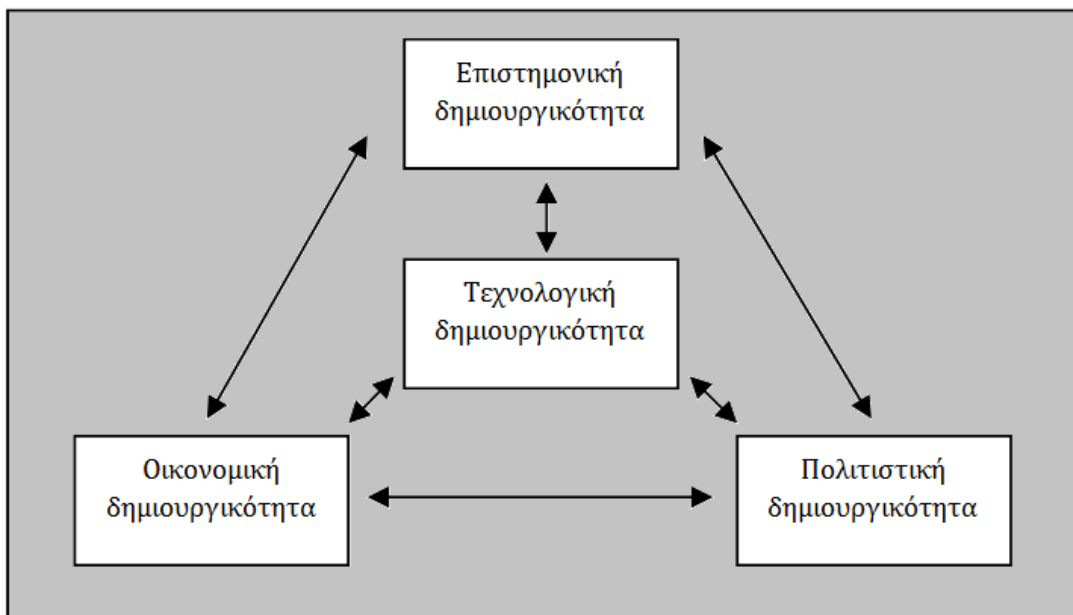 Επιστημονική
δημιουργικότητα
Τεχνολογική
δημιουργικότητα
Οικονομική
δημιουργικότητα
Πολιτιστική
δημιουργικότητα